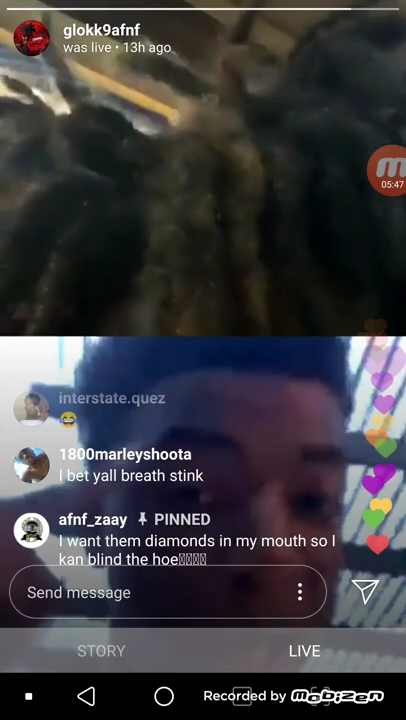 glokk9afnf
was live • 13h ago
05:47
interstate.quez
😂
1800marleyshoota
I bet yall breath stink
afnf_zaay PINNED
I want them diamonds in my mouth so I
kan blind the hoe
Send message
STORY LIVE
Recorded by mobizen